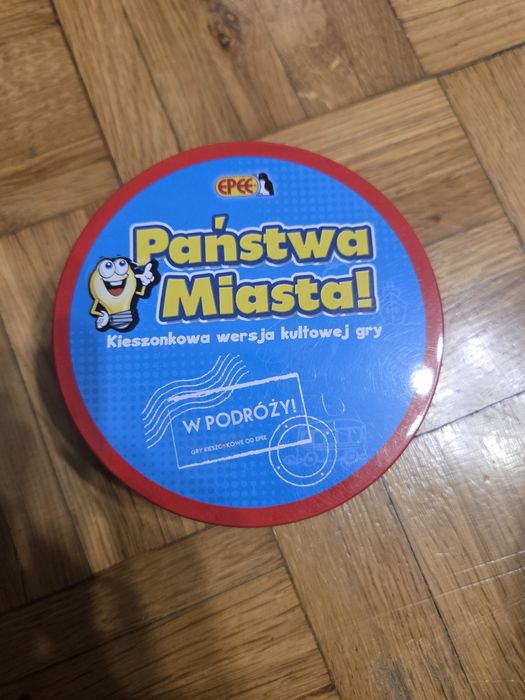 EPEE
Państwa
Miasta!
Kieszonkowa wersja kultowej gry
W PODRÓŻY!
GRY KIESZONKOWE OD EPEE